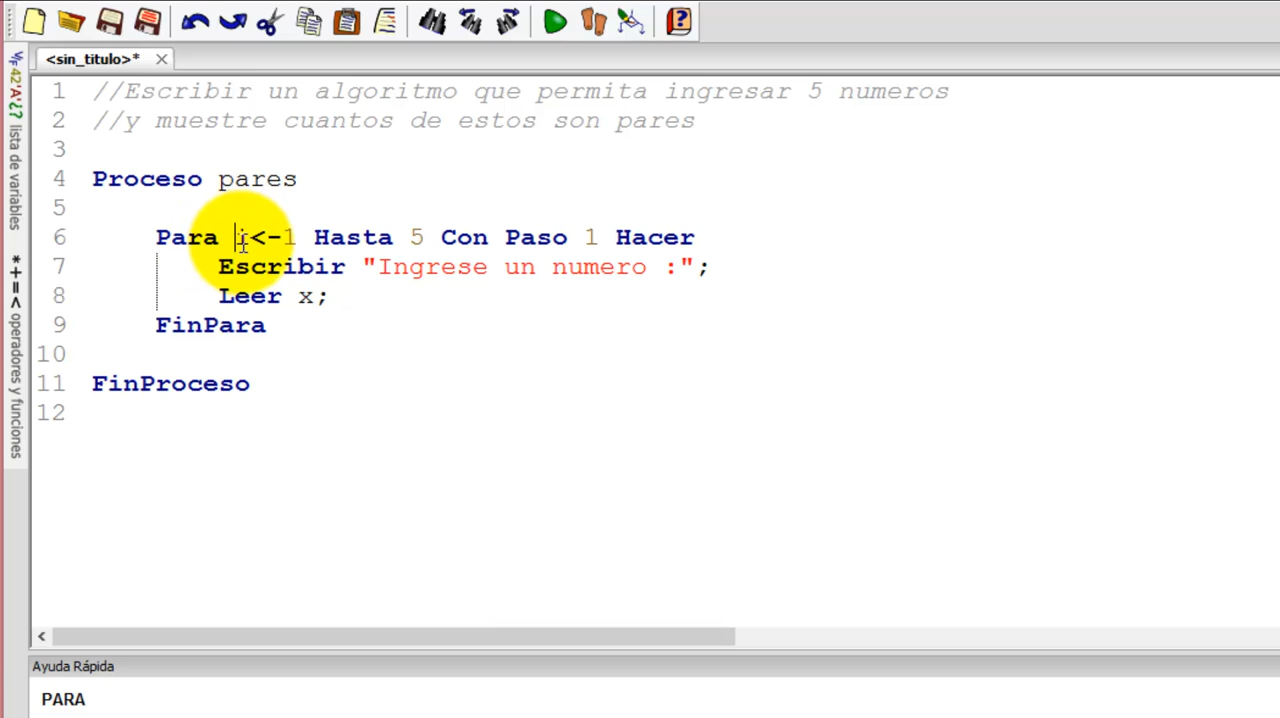 <sin_titulo>*
1 //Escribir un algoritmo que permita ingresar 5 numeros
2 //y muestre cuantos de estos son pares
3
4 Proceso pares
5
6 Para i<-1 Hasta 5 Con Paso 1 Hacer
7 Escribir "Ingrese un numero :";
8 Leer x;
9 FinPara
10
11 FinProceso
12
lista de variables
*+=< operadores y funciones
Ayuda Rápida
PARA